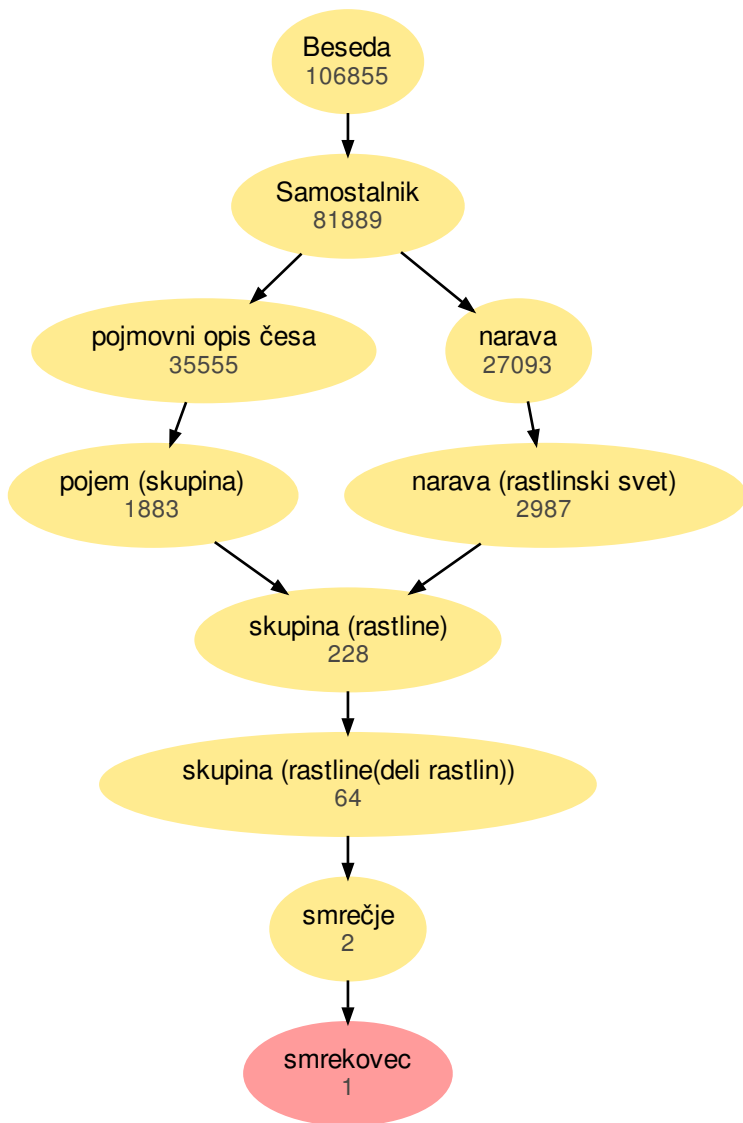 Beseda
106855
Samostalnik
81889
pojmovni opis česa
35555
narava
27093
pojem (skupina)
1883
narava (rastlinski svet)
2987
skupina (rastline)
228
skupina (rastline(deli rastlin))
64
smrečje
2
smrekovec
1